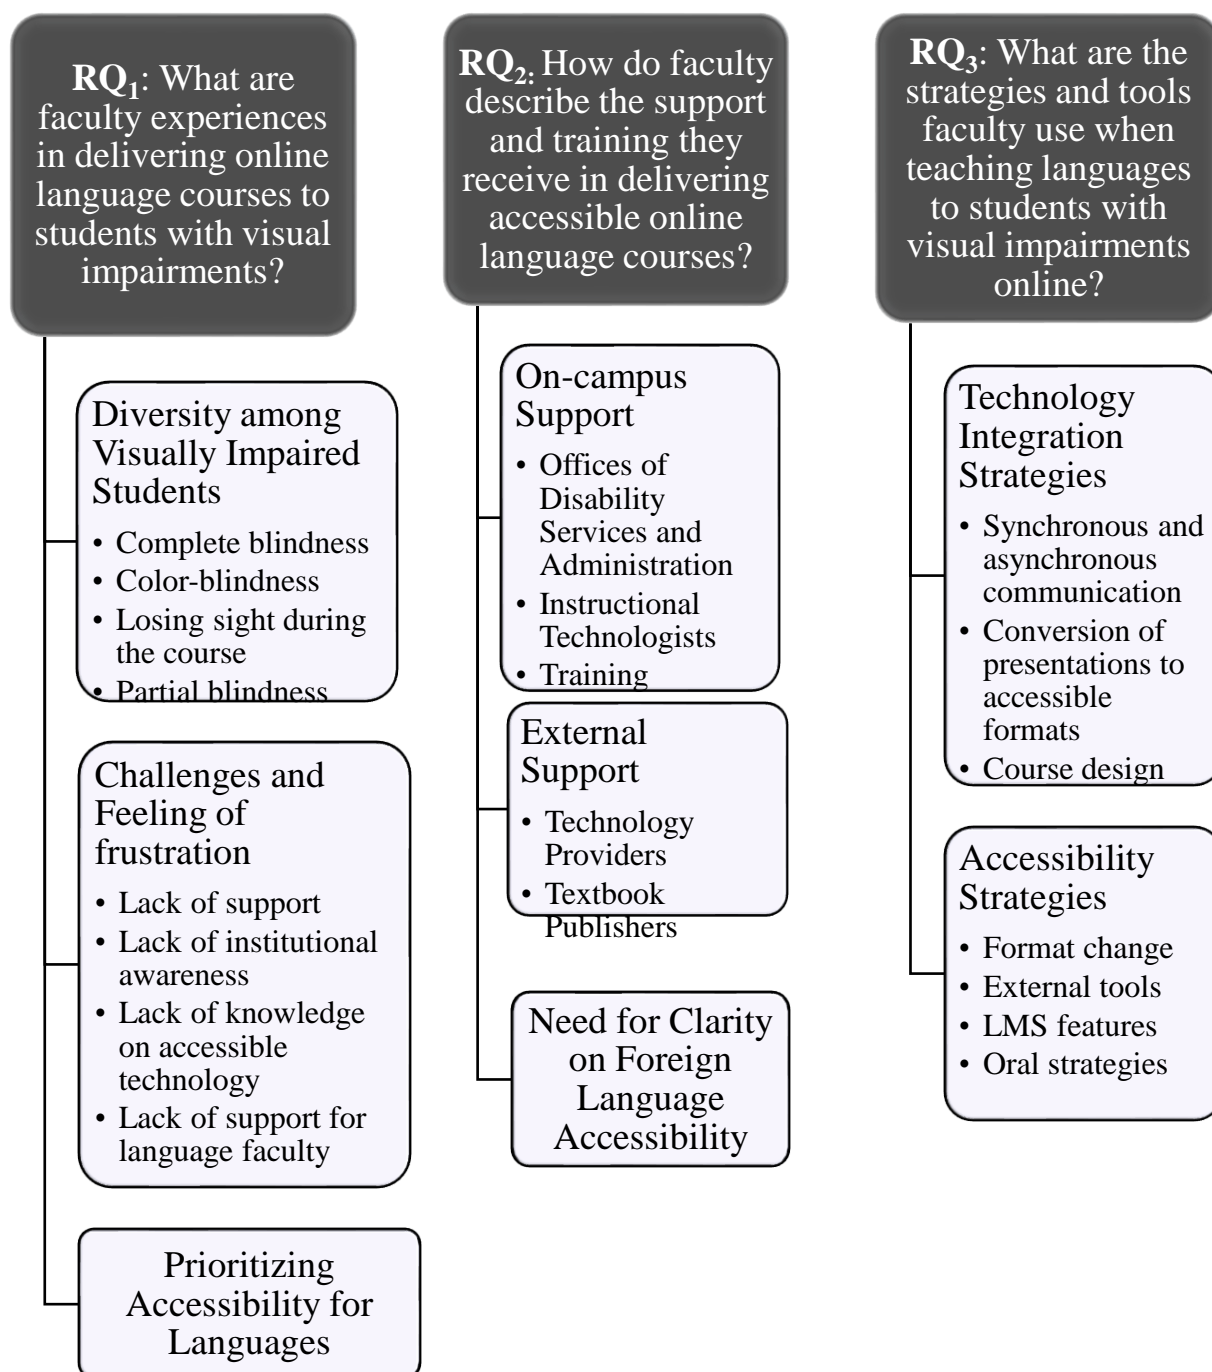 RQ1: What are
faculty experiences
in delivering online
language courses to
students with visual
impairments?
Diversity among
Visually Impaired
Students
• Complete blindness
• Color-blindness
• Losing sight during
the course
• Partial blindness
Challenges and
Feeling of
frustration
• Lack of support
• Lack of institutional
awareness
• Lack of knowledge
on accessible
technology
• Lack of support for
language faculty
Prioritizing
Accessibility for
Languages
RQ2: How do faculty
describe the support
and training they
receive in delivering
accessible online
language courses?
On-campus
Support
• Offices of
Disability
Services and
Administration
• Instructional
Technologists
• Training
External
Support
• Technology
Providers
• Textbook
Publishers
Need for Clarity
on Foreign
Language
Accessibility
RQ3: What are the
strategies and tools
faculty use when
teaching languages
to students with
visual impairments
online?
Technology
Integration
Strategies
• Synchronous and
asynchronous
communication
• Conversion of
presentations to
accessible
formats
• Course design
Accessibility
Strategies
• Format change
• External tools
• LMS features
• Oral strategies